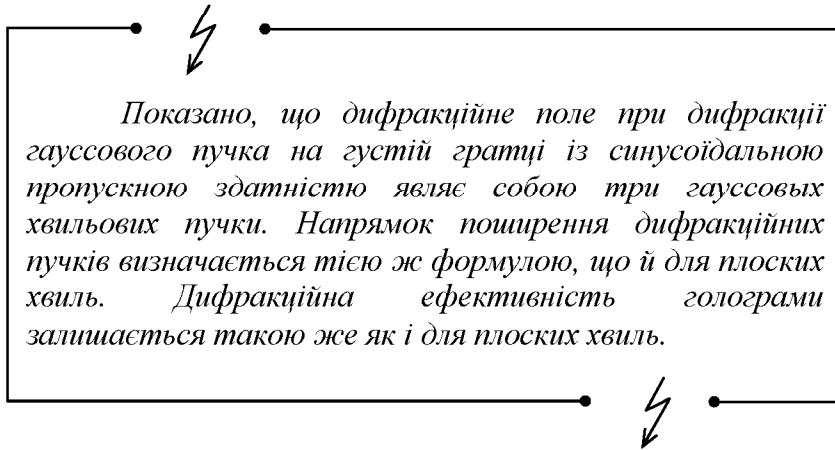 Показано, що дифракційне поле при дифракції
гауссового пучка на густій гратці із синусоїдальною
пропускною здатністю являє собою три гауссовых
хвильових пучки. Напрямок поширення дифракційних
пучків визначається тією ж формулою, що й для плоских
хвиль. Дифракційна ефективність голограми
залишається такою же як і для плоских хвиль.